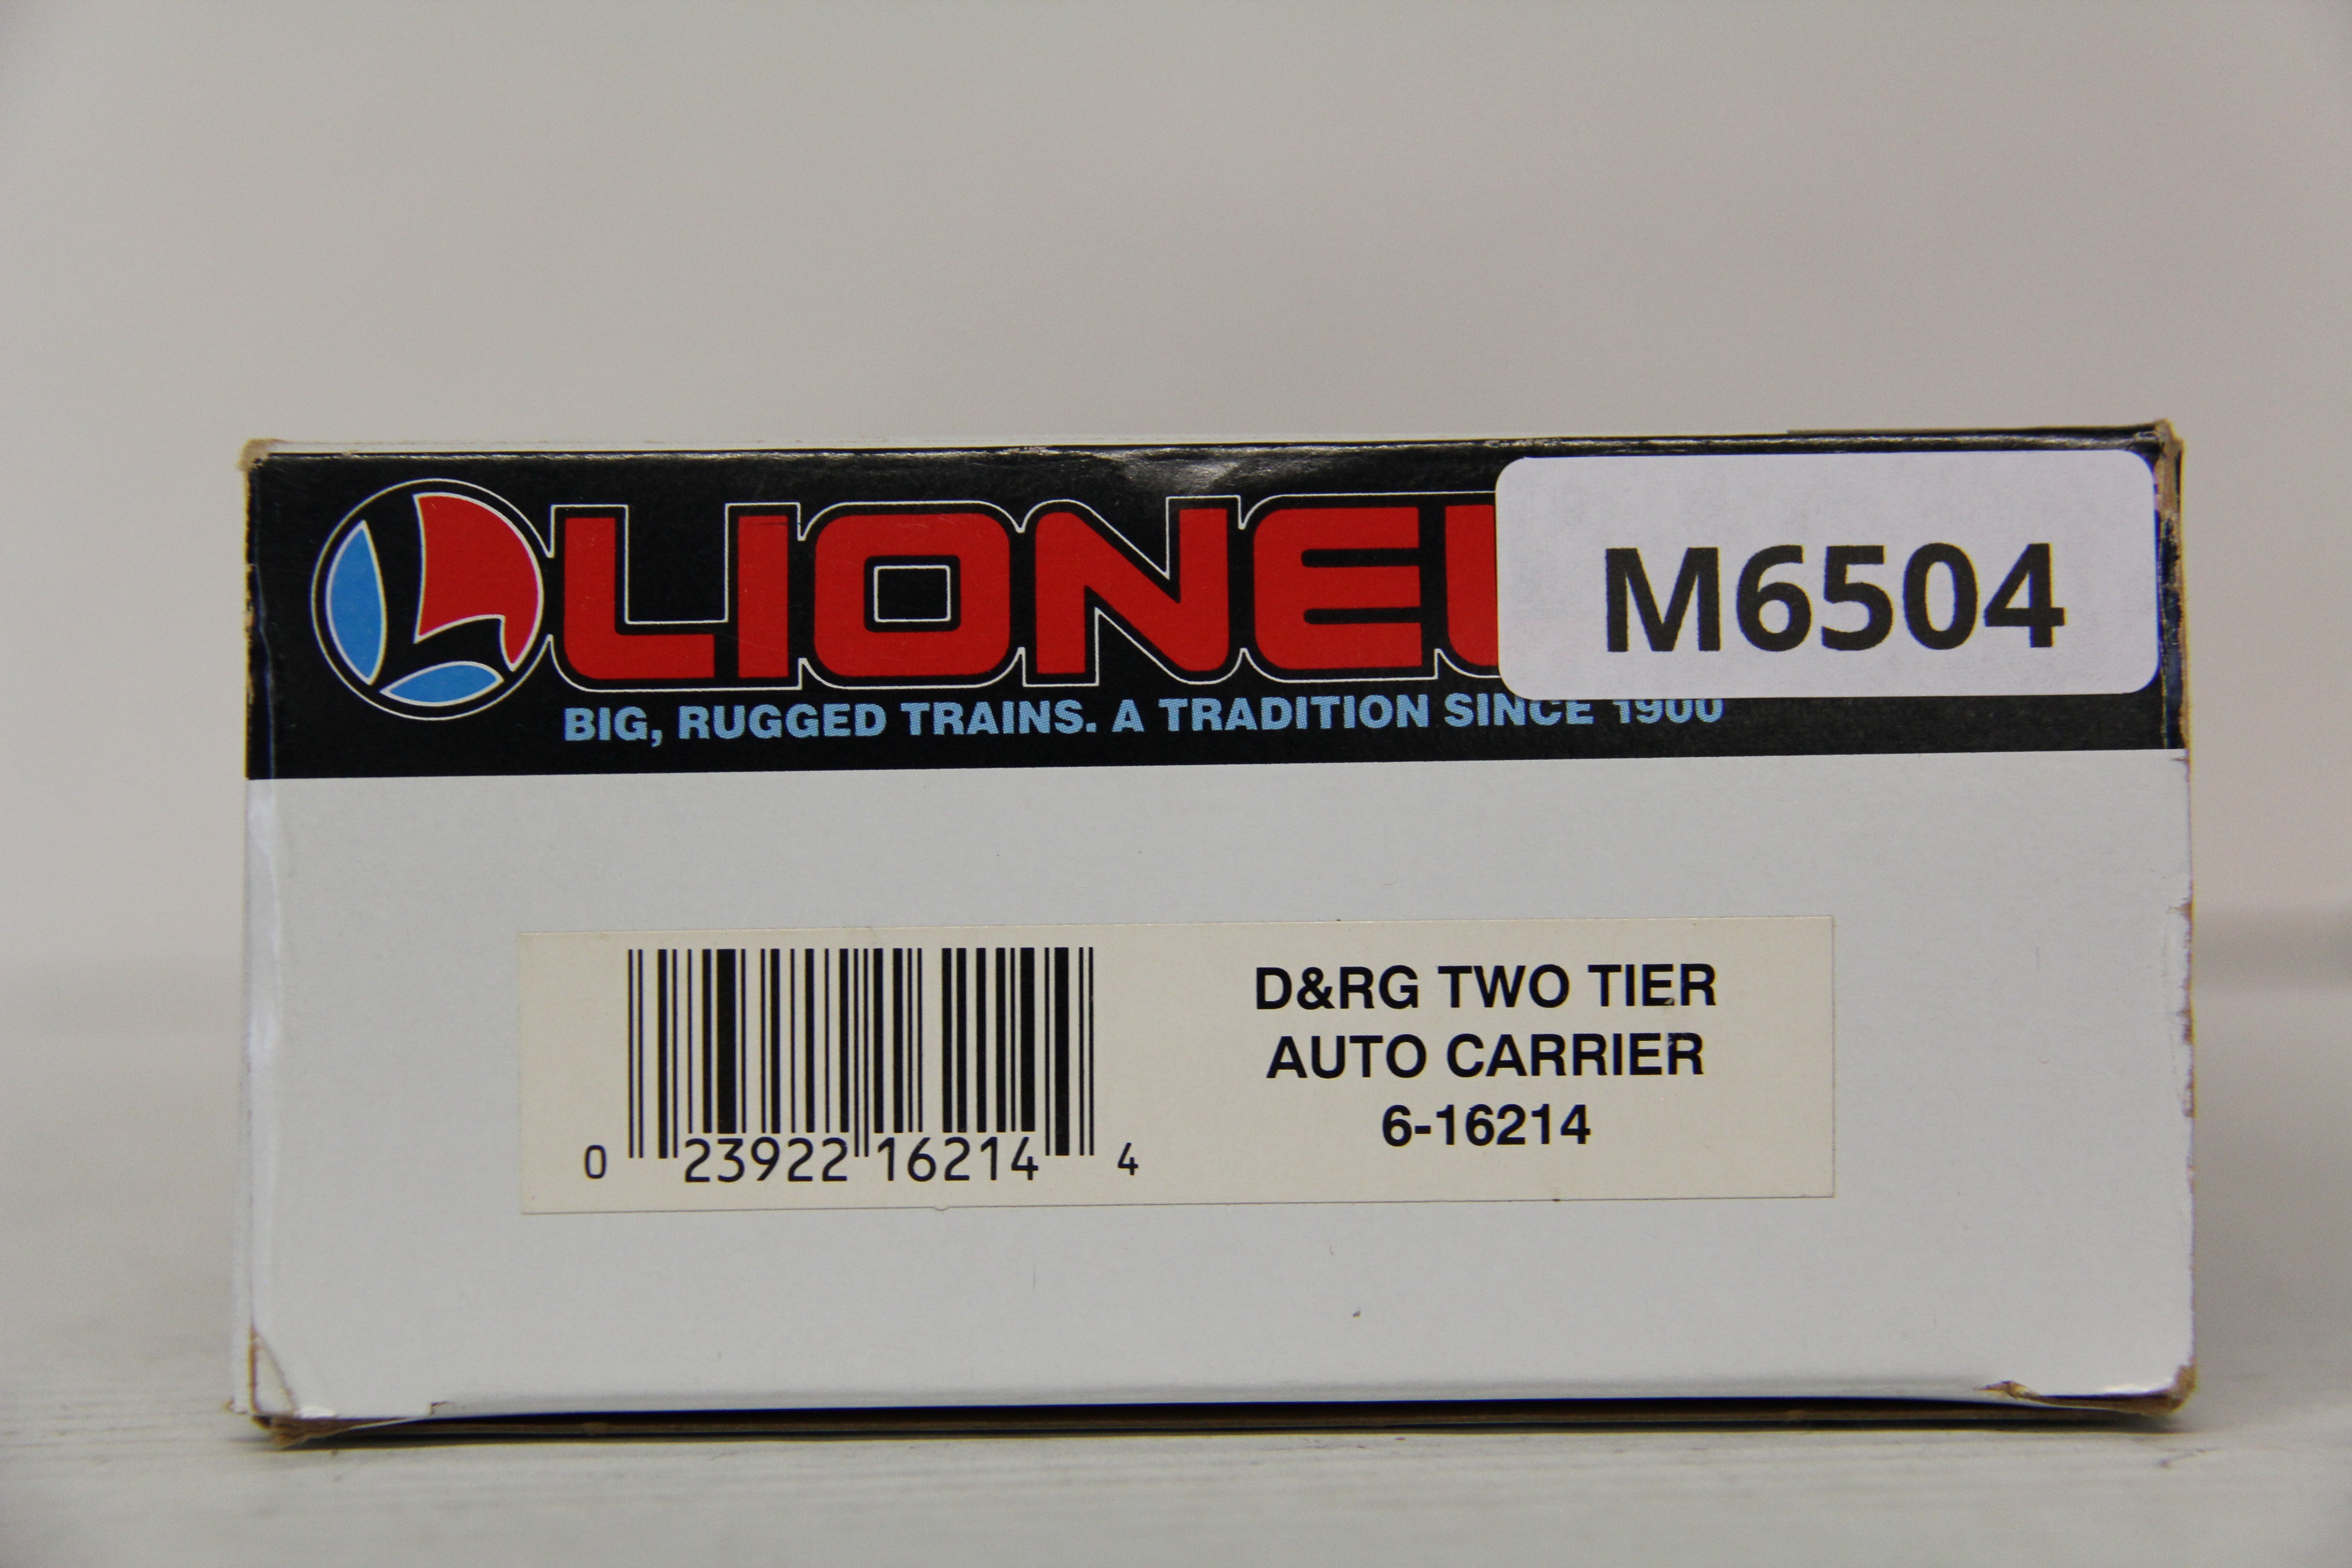 LIONEL
M6504
BIG, RUGGED TRAINS. A TRADITION SINCE 1900
D&RG TWO TIER
AUTO CARRIER
6-16214
0 23922 16214 4